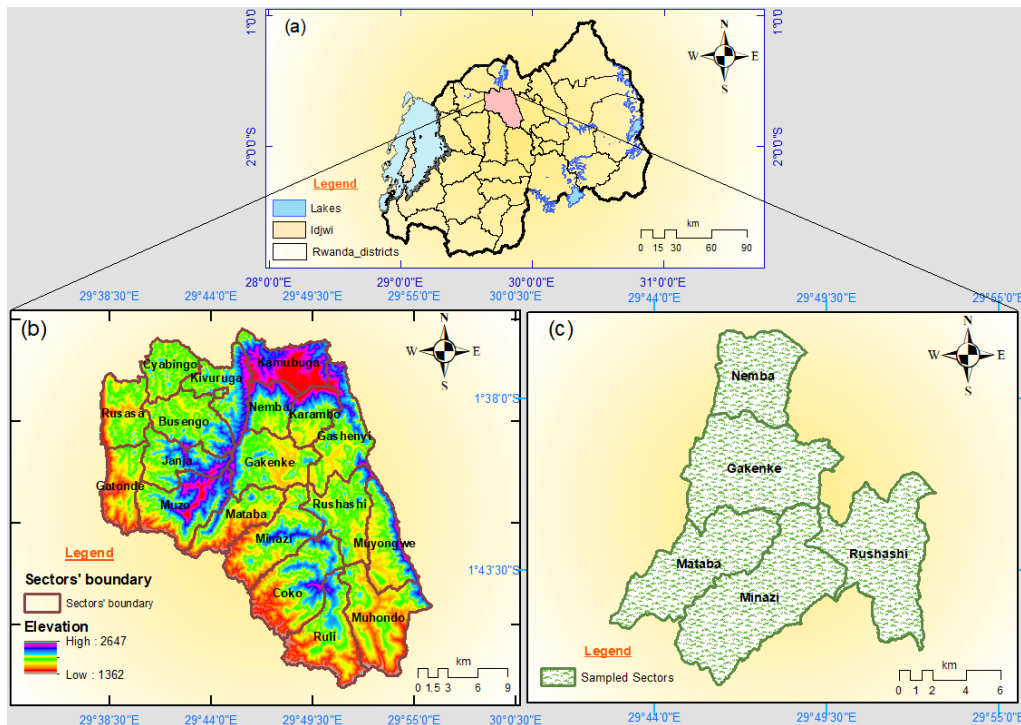 (a)
1°0'0"
1°0'0"
N
W E
S
2°0'0"S
2°0'0"S
Legend
Lakes
Idjwi
Rwanda_districts
km
0 15 30 60 90
28°0'0"E 29°0'0"E 30°0'0"E 31°0'0"E
29°38'30"E 29°44'0"E 29°49'30"E 29°55'0"E 30°0'30"E
29°44'0"E 29°49'30"E 29°55'0"E
(b)
N
W E
S
Cyabingo
Kamubuga
Kivuruga
Rusasa
Nemba
Karambo
Busengo
Gashenyi
Janja
Gakenke
Gatonde
Muzo
Rushashi
Mataba
Minazi
Muyongwe
Coko
Muhondo
Ruli
Legend
Sectors' boundary
Sectors' boundary
Elevation
High : 2647
Low : 1362
km
0 1.5 3 6 9
1°38'0"S
1°43'30"S
(c)
N
W E
S
Nemba
Gakenke
Mataba
Rushashi
Minazi
Legend
Sampled Sectors
km
0 1 2 4 6
29°38'30"E 29°44'0"E 29°49'30"E 29°55'0"E 30°0'30"E
29°44'0"E 29°49'30"E 29°55'0"E